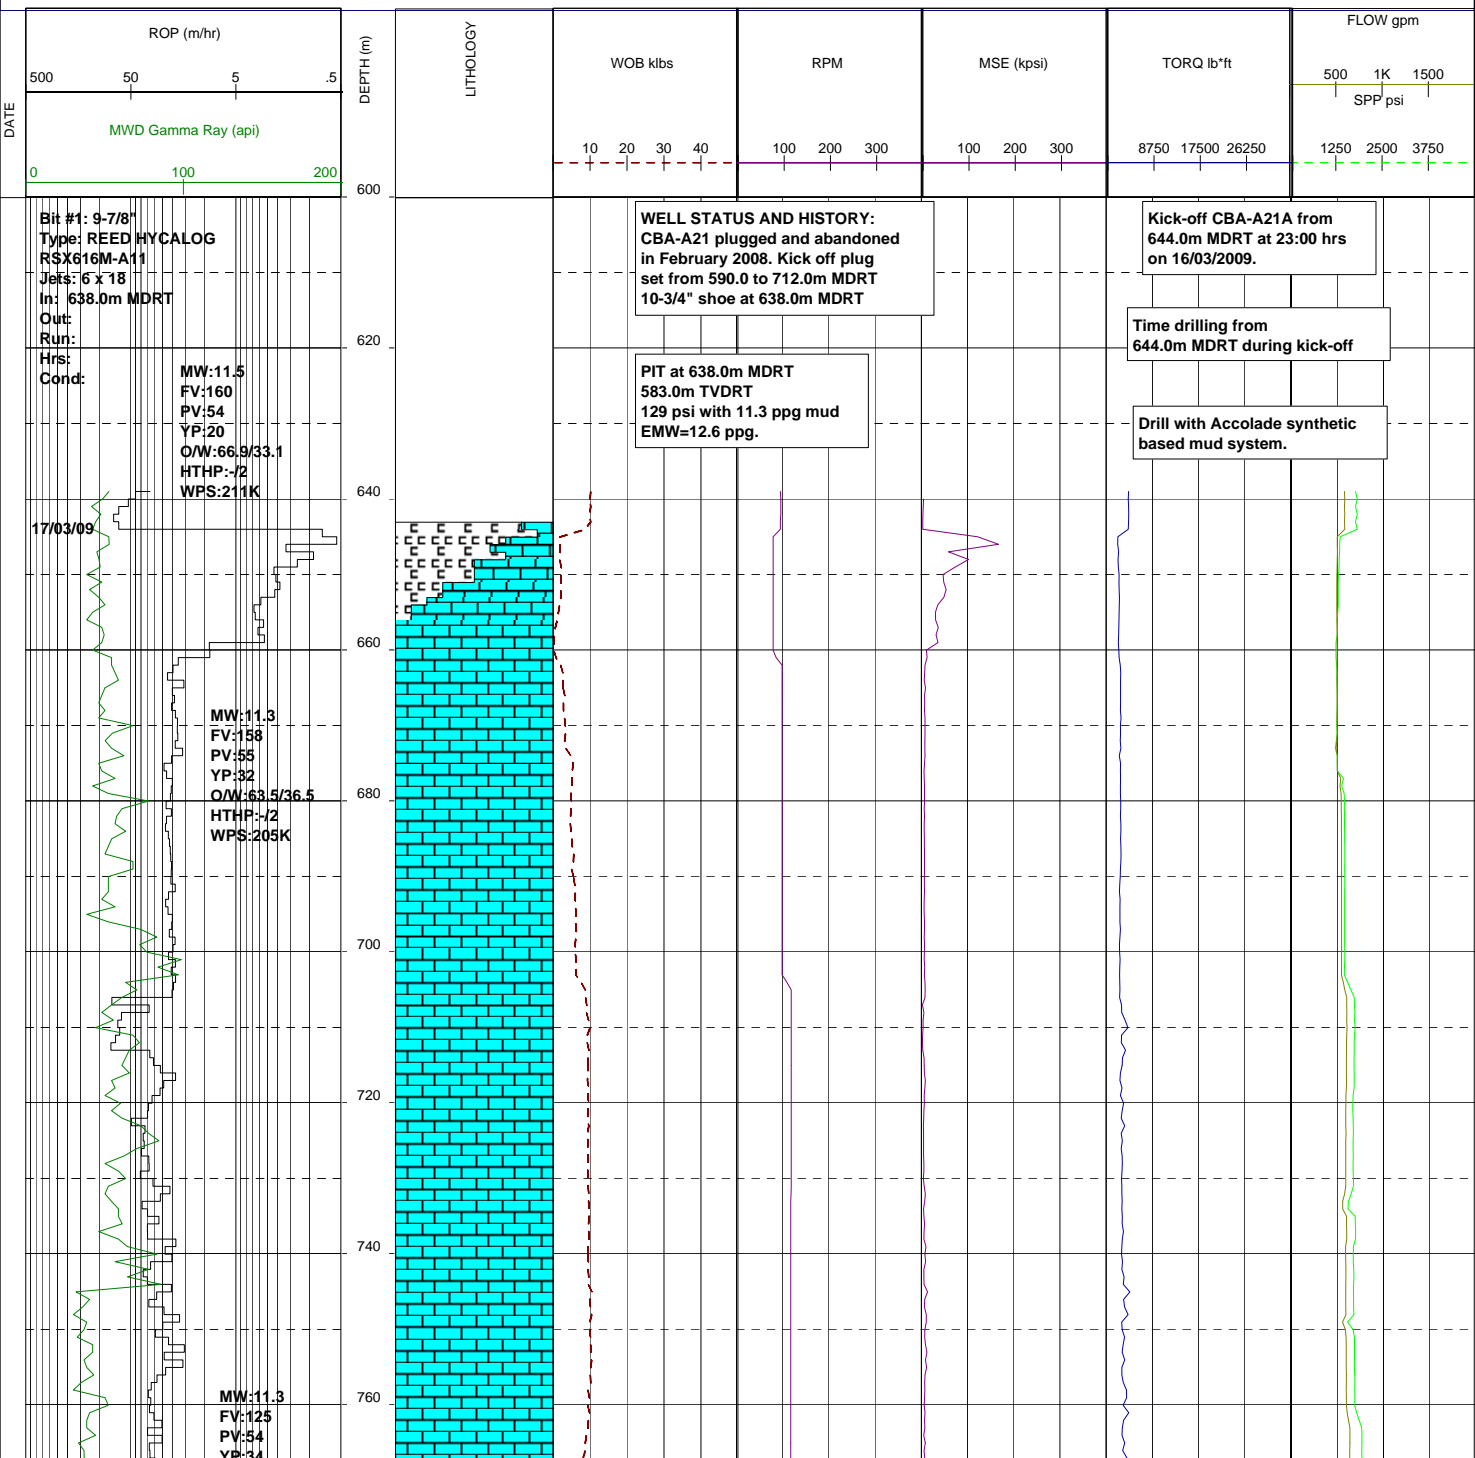 DATE
ROP (m/hr)
500 50 5 .5
MWD Gamma Ray (api)
0 100 200
DEPTH (m)
LITHOLOGY
WOB klbs
10 20 30 40
RPM
100 200 300
MSE (kpsi)
100 200 300
TORQ lb*ft
8750 17500 26250
FLOW gpm
500 1K 1500
SPP psi
1250 2500 3750
600
Bit #1: 9-7/8"
Type: REED HYCALOG
RSX616M-A11
Jets: 6 x 18
In: 638.0m MDRT
Out:
Run:
Hrs:
Cond:
WELL STATUS AND HISTORY:
CBA-A21 plugged and abandoned
in February 2008. Kick off plug
set from 590.0 to 712.0m MDRT
10-3/4" shoe at 638.0m MDRT
Kick-off CBA-A21A from
644.0m MDRT at 23:00 hrs
on 16/03/2009.
Time drilling from
644.0m MDRT during kick-off
620
MW:11.5
FV:160
PV:54
YP:20
O/W:66.9/33.1
HTHP:-/2
WPS:211K
PIT at 638.0m MDRT
583.0m TVDRT
129 psi with 11.3 ppg mud
EMW=12.6 ppg.
Drill with Accolade synthetic
based mud system.
640
17/03/09
660
MW:11.3
FV:158
PV:55
YP:32
O/W:63.5/36.5
HTHP:-/2
WPS:205K
680
700
720
740
760
MW:11.3
FV:125
PV:54
YP:34